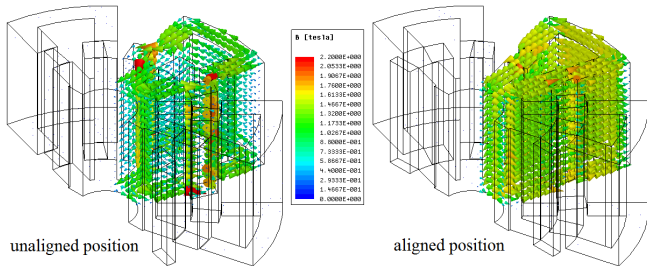 B [tesla]
2.2000E+000
2.0533E+000
1.9067E+000
1.7600E+000
1.6133E+000
1.4667E+000
1.3200E+000
1.1733E+000
1.0267E+000
8.8000E-001
7.3333E-001
5.8667E-001
4.4000E-001
2.9333E-001
1.4667E-001
0.0000E+000
unaligned position
aligned position